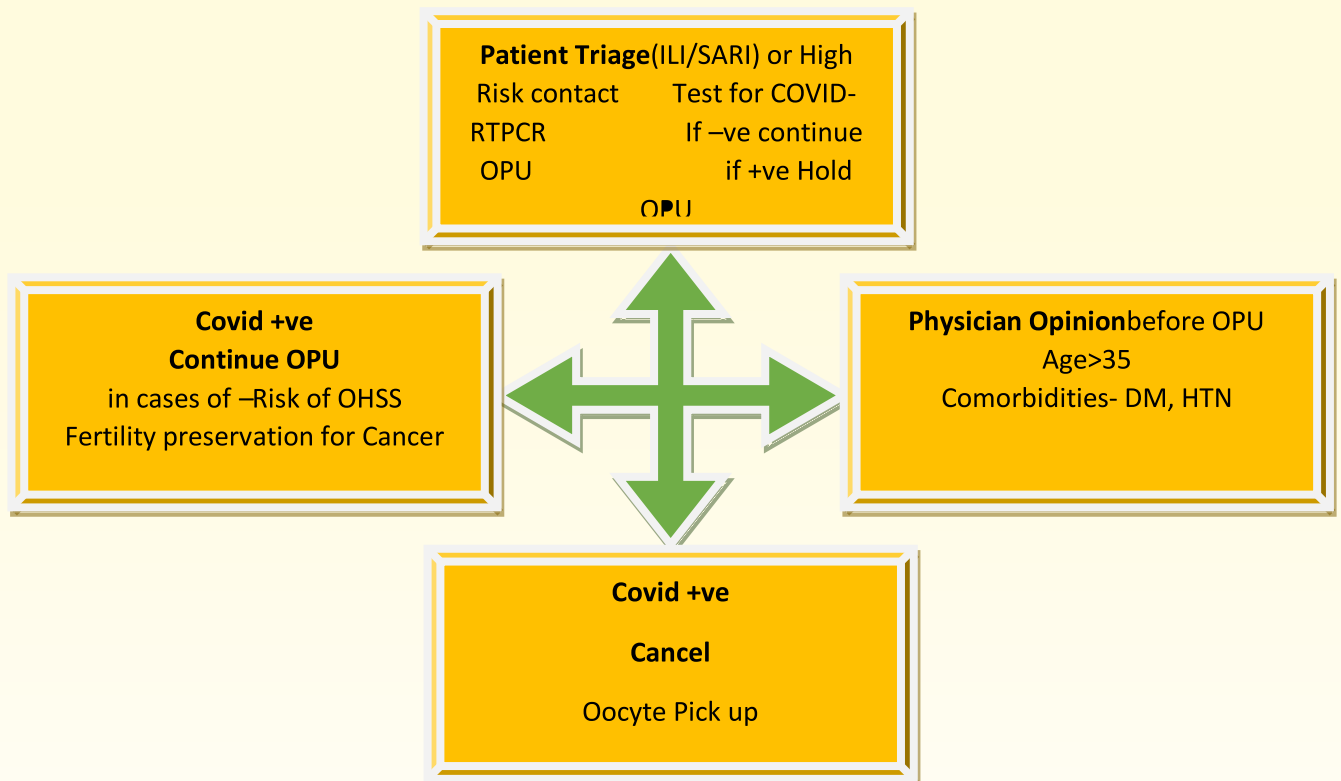 Patient Triage(ILI/SARI) or High
Risk contact Test for COVID-
RTPCR If –ve continue
OPU if +ve Hold
OPU
Covid +ve
Continue OPU
in cases of –Risk of OHSS
Fertility preservation for Cancer
Physician Opinionbefore OPU
Age>35
Comorbidities- DM, HTN
Covid +ve
Cancel
Oocyte Pick up